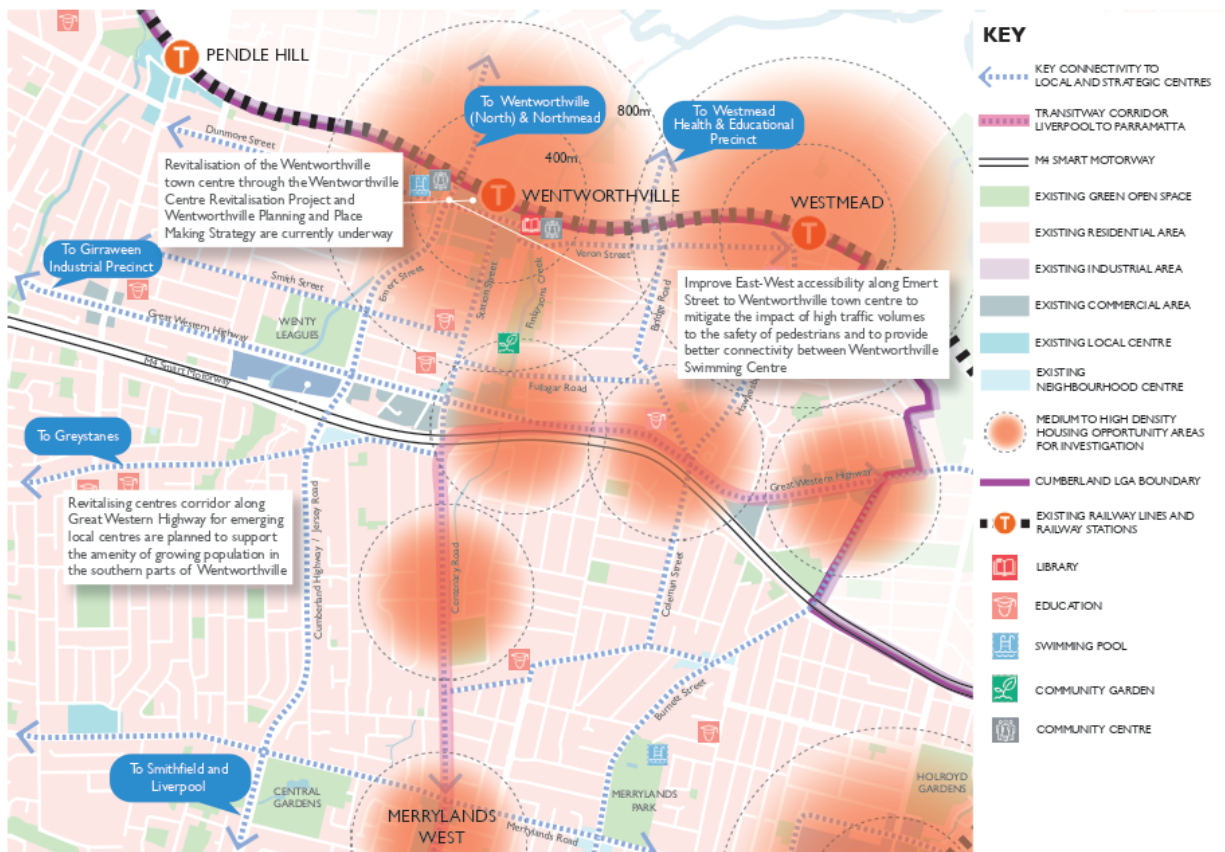 PENDLE HILL
To Wentworthville
(North) & Northmead
800m
To Westmead
Health & Educational
Precinct
Dunmore Street
400m
Revitalisation of the Wentworthville
town centre through the Wentworthville
Centre Revitalisation Project and
Wentworthville Planning and Place
Making Strategy are currently underway
WENTWORTHVILLE
WESTMEAD
To Girraween
Industrial Precinct
Veron Street
Smith Street
Emert Street
Station Street
Finlaysons Creek
Bridge Road
Improve East-West accessibility along Emert
Street to Wentworthville town centre to
mitigate the impact of high traffic volumes
to the safety of pedestrians and to provide
better connectivity between Wentworthville
Swimming Centre
Great Western Highway
WENTY
LEAGUES
M4 Smart Motorway
Fullagar Road
To Greystanes
Great Western Highway
Revitalising centres corridor along
Great Western Highway for emerging
local centres are planned to support
the amenity of growing population in
the southern parts of Wentworthville
Cumberland Highway / Jersey Road
Centenary Road
Coleman Street
Burnett Street
To Smithfield and
Liverpool
CENTRAL
GARDENS
MERRYLANDS
WEST
Merrylands Road
MERRYLANDS
PARK
HOLROYD
GARDENS
KEY
KEY CONNECTIVITY TO
LOCAL AND STRATEGIC CENTRES
TRANSITWAY CORRIDOR
LIVERPOOL TO PARRAMATTA
M4 SMART MOTORWAY
EXISTING GREEN OPEN SPACE
EXISTING RESIDENTIAL AREA
EXISTING INDUSTRIAL AREA
EXISTING COMMERCIAL AREA
EXISTING LOCAL CENTRE
EXISTING
NEIGHBOURHOOD CENTRE
MEDIUM TO HIGH DENSITY
HOUSING OPPORTUNITY AREAS
FOR INVESTIGATION
CUMBERLAND LGA BOUNDARY
T
EXISTING RAILWAY LINES AND
RAILWAY STATIONS
LIBRARY
EDUCATION
SWIMMING POOL
COMMUNITY GARDEN
COMMUNITY CENTRE